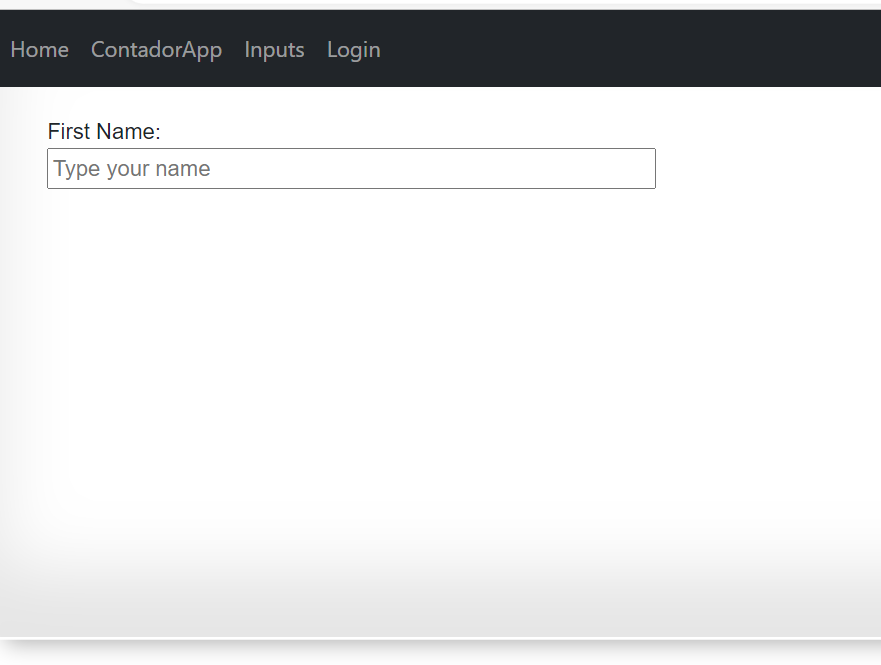 Home ContadorApp Inputs Login
First Name:
Type your name